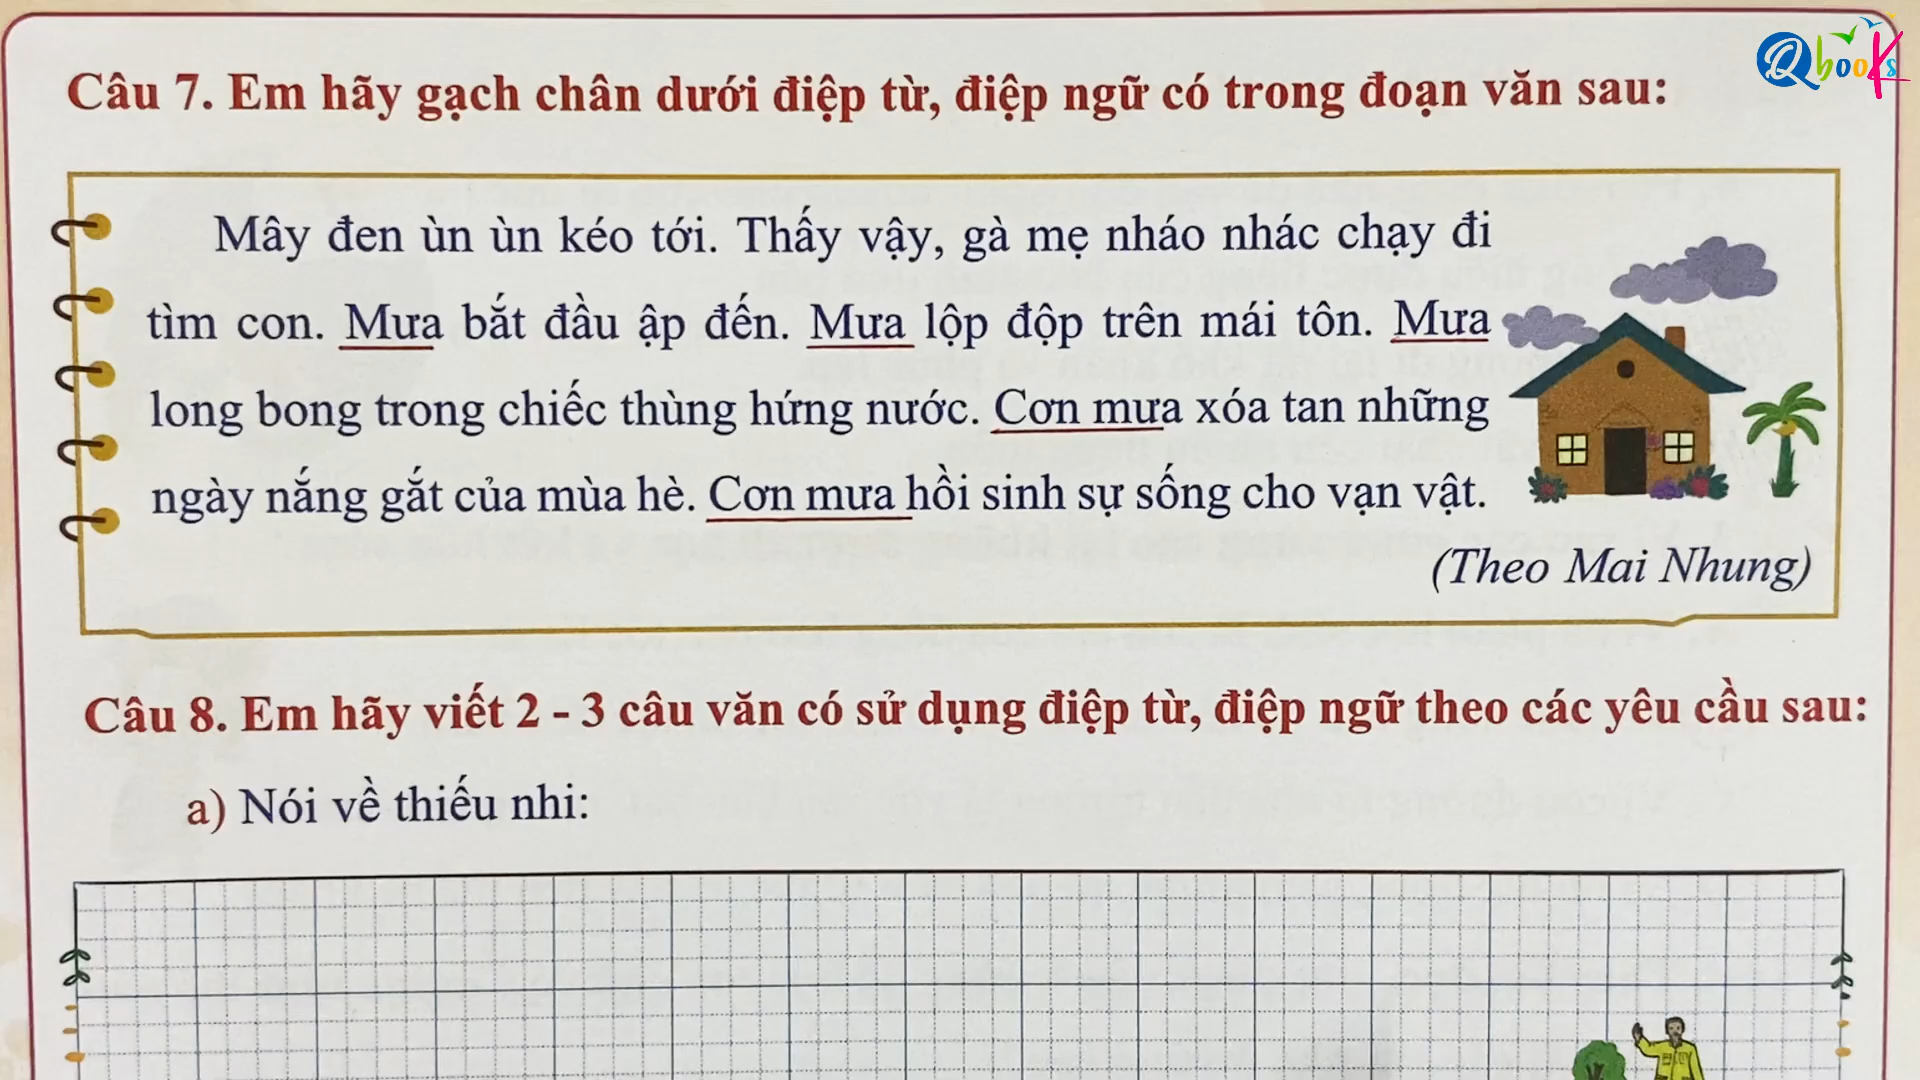 Qbooks
Câu 7. Em hãy gạch chân dưới điệp từ, điệp ngữ có trong đoạn văn sau:
Mây đen ùn ùn kéo tới. Thấy vậy, gà mẹ nháo nhác chạy đi
tìm con. Mưa bắt đầu ập đến. Mưa lộp độp trên mái tôn. Mưa
long bong trong chiếc thùng hứng nước. Cơn mưa xóa tan những
ngày nắng gắt của mùa hè. Cơn mưa hồi sinh sự sống cho vạn vật.
(Theo Mai Nhung)
Câu 8. Em hãy viết 2 - 3 câu văn có sử dụng điệp từ, điệp ngữ theo các yêu cầu sau:
a) Nói về thiếu nhi: